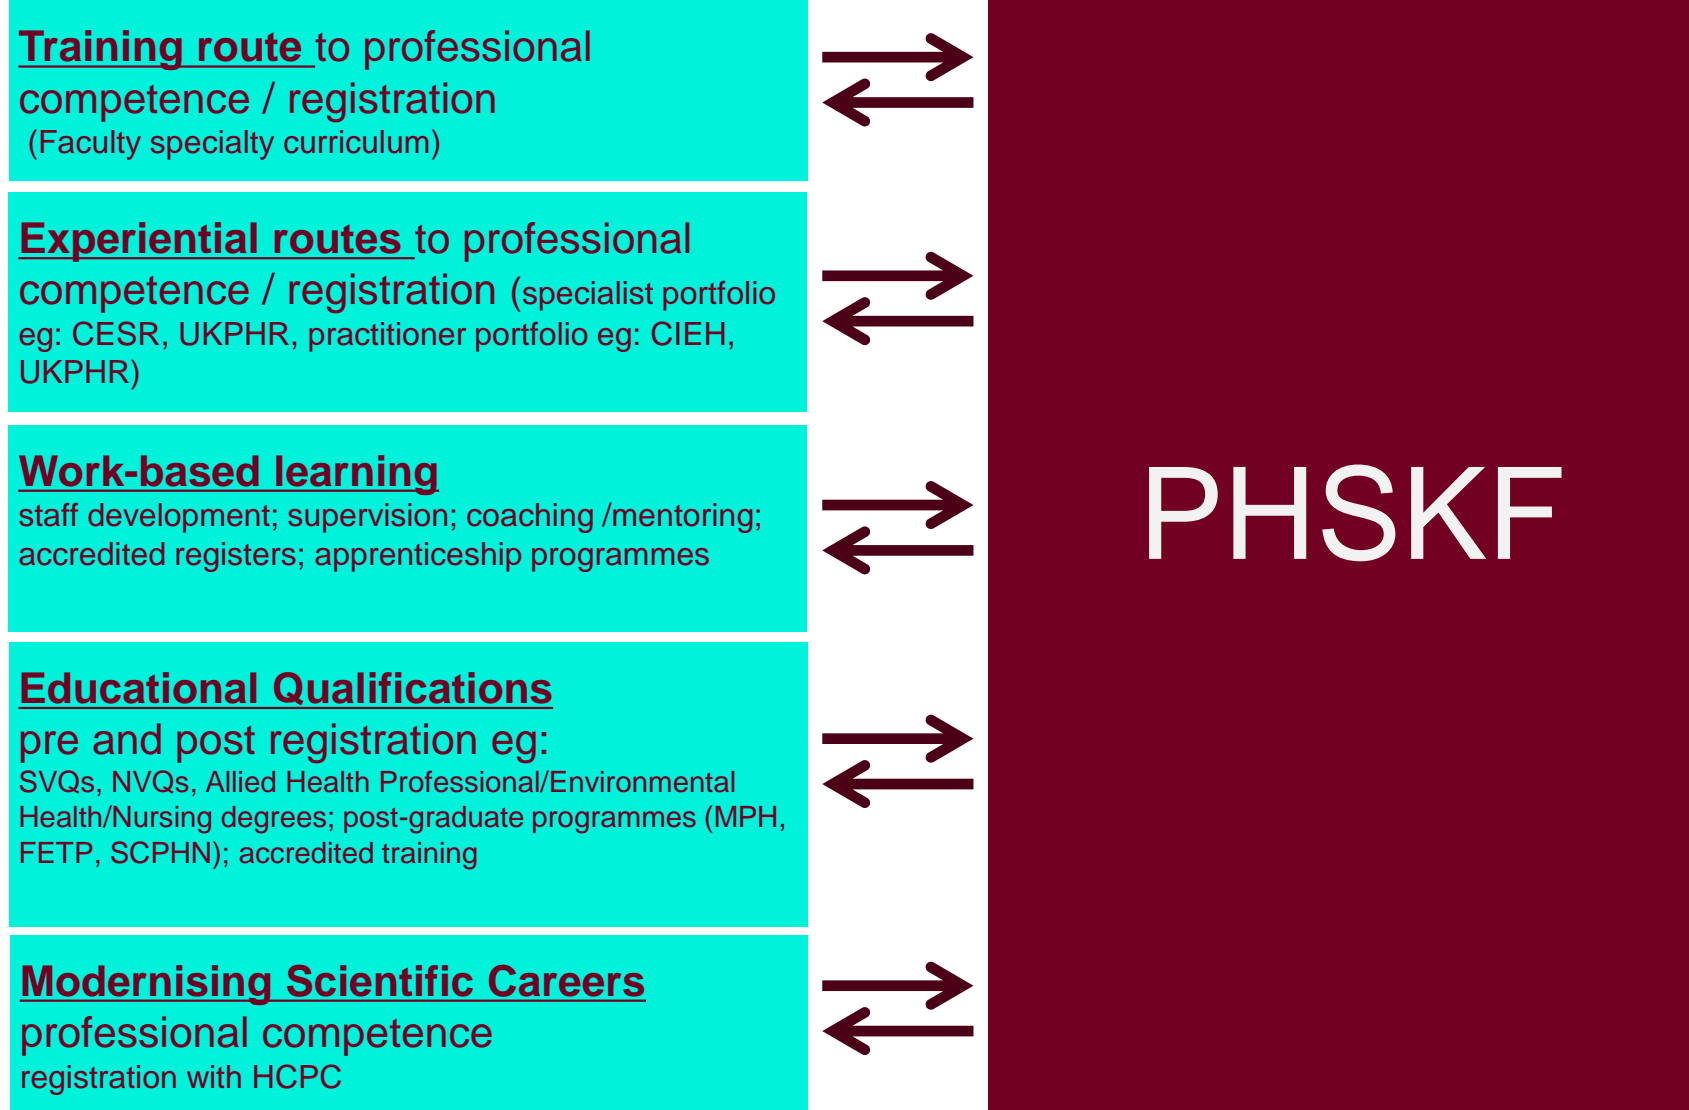 Training route to professional
competence / registration
(Faculty specialty curriculum)
Experiential routes to professional
competence / registration (specialist portfolio
eg: CESR, UKPHR, practitioner portfolio eg: CIEH,
UKPHR)
Work-based learning
staff development; supervision; coaching /mentoring;
accredited registers; apprenticeship programmes
Educational Qualifications
pre and post registration eg:
SVQs, NVQs, Allied Health Professional/Environmental
Health/Nursing degrees; post-graduate programmes (MPH,
FETP, SCPHN); accredited training
Modernising Scientific Careers
professional competence
registration with HCPC
PHSKF